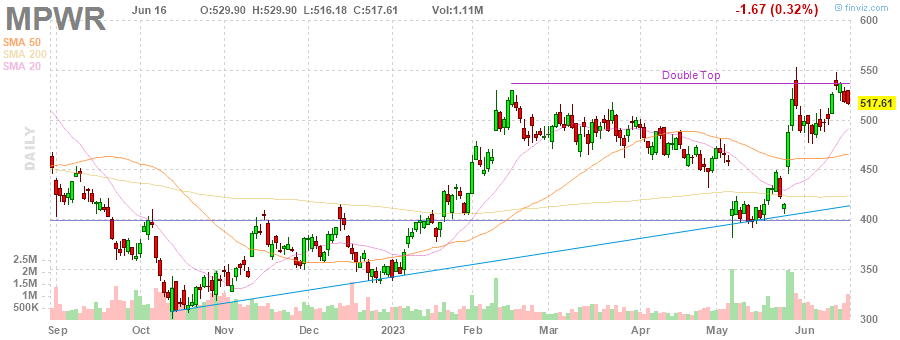 MPWR Jun 16 O:529.90 H:529.90 L:516.18 C:517.61 Vol:1.11M -1.67 (0.32%)
© finviz.com
SMA 50
SMA 200
SMA 20
DAILY
Double Top
600
550
517.61
500
450
400
350
300
2.5M
2M
1.5M
1M
500K
Sep Oct Nov Dec 2023 Feb Mar Apr May Jun